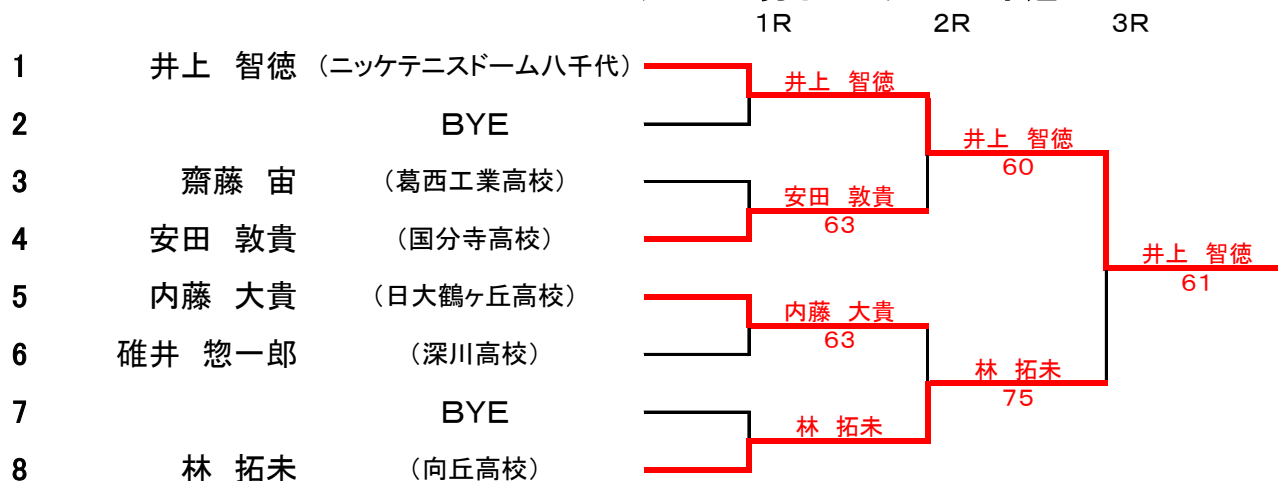 1R 2R 3R
1 井上 智徳 (ニッケテニスドーム八千代)
井上 智徳
2 BYE
井上 智徳
60
3 齋藤 宙 (葛西工業高校)
安田 敦貴
63
4 安田 敦貴 (国分寺高校)
井上 智徳
61
5 内藤 大貴 (日大鶴ヶ丘高校)
内藤 大貴
63
6 碓井 惣一郎 (深川高校)
林 拓未
75
7 BYE
林 拓未
8 林 拓未 (向丘高校)